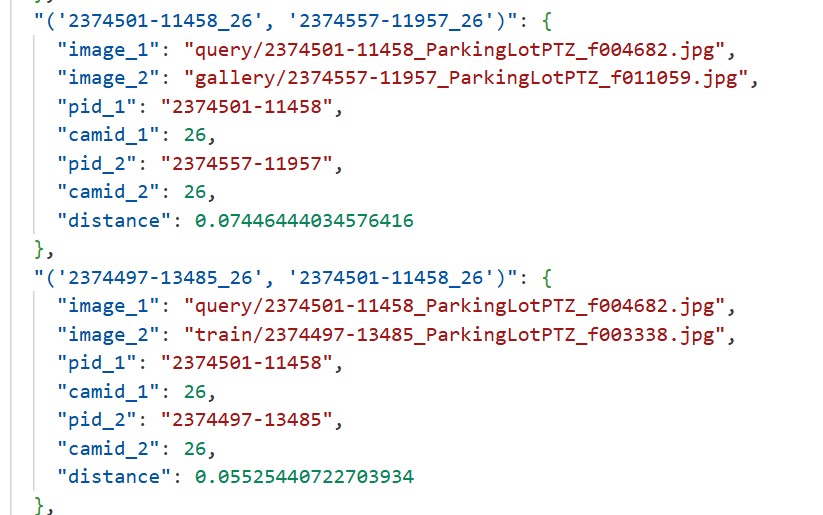 },
"('2374501-11458_26', '2374557-11957_26')": {
"image_1": "query/2374501-11458_ParkingLotPTZ_f004682.jpg",
"image_2": "gallery/2374557-11957_ParkingLotPTZ_f011059.jpg",
"pid_1": "2374501-11458",
"camid_1": 26,
"pid_2": "2374557-11957",
"camid_2": 26,
"distance": 0.07446444034576416
},
"('2374497-13485_26', '2374501-11458_26')": {
"image_1": "query/2374501-11458_ParkingLotPTZ_f004682.jpg",
"image_2": "train/2374497-13485_ParkingLotPTZ_f003338.jpg",
"pid_1": "2374501-11458",
"camid_1": 26,
"pid_2": "2374497-13485",
"camid_2": 26,
"distance": 0.05525440722703934
},